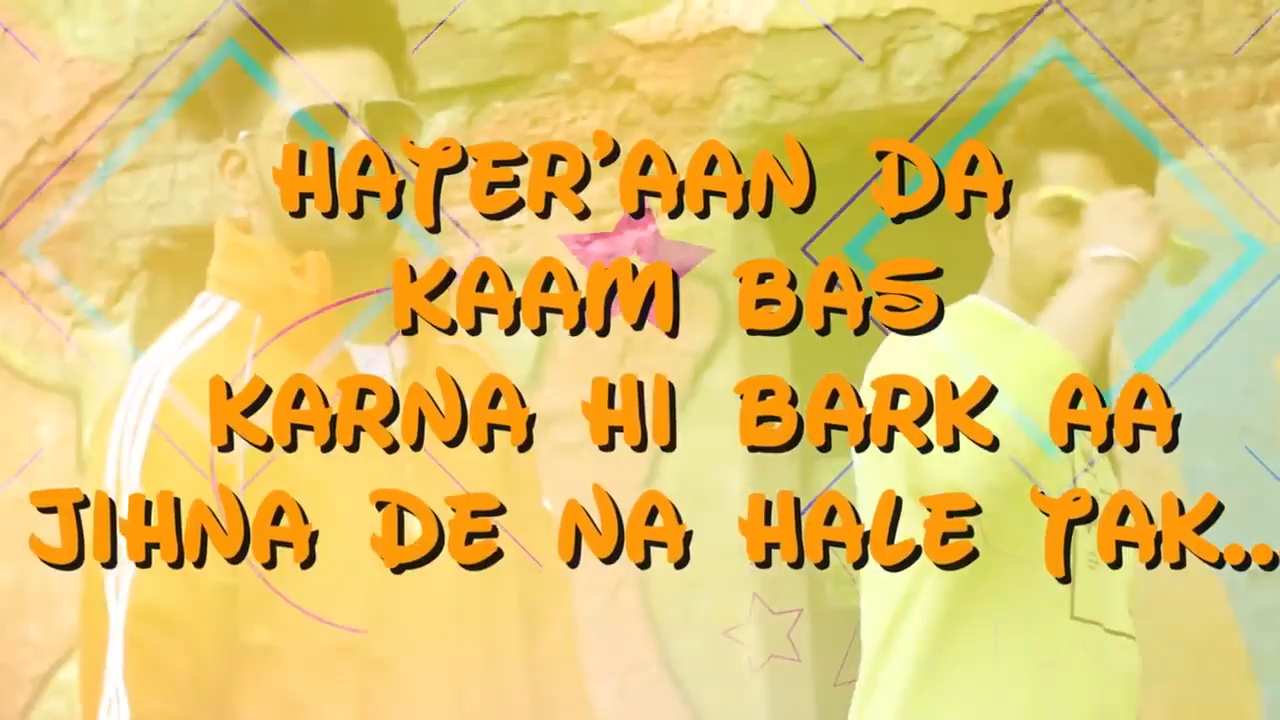 HATER'AAN DA
KAAM BAS
KARNA HI BARK AA
JIHNA DE NA HALE TAK..